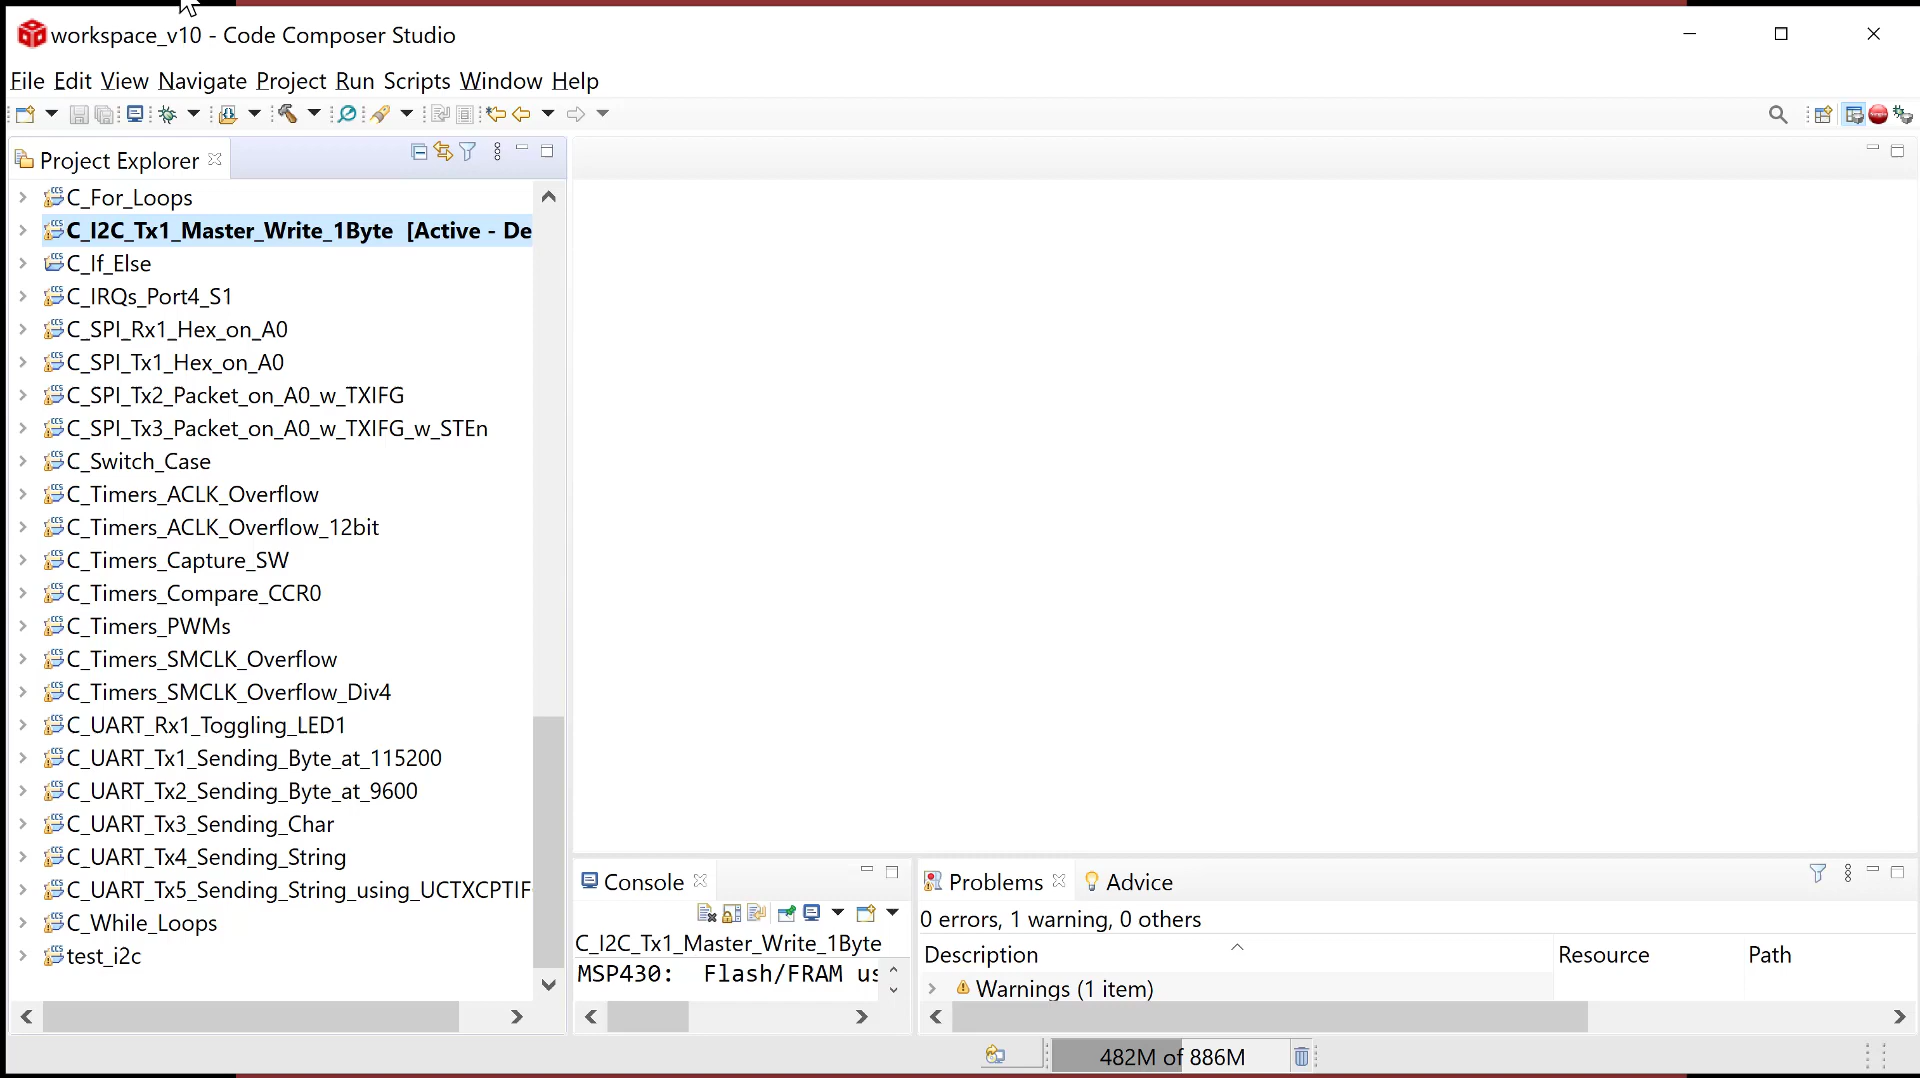 workspace_v10 - Code Composer Studio
File Edit View Navigate Project Run Scripts Window Help
Project Explorer
C_For_Loops
C_I2C_Tx1_Master_Write_1Byte [Active - De
C_If_Else
C_IRQs_Port4_S1
C_SPI_Rx1_Hex_on_A0
C_SPI_Tx1_Hex_on_A0
C_SPI_Tx2_Packet_on_A0_w_TXIFG
C_SPI_Tx3_Packet_on_A0_w_TXIFG_w_STEn
C_Switch_Case
C_Timers_ACLK_Overflow
C_Timers_ACLK_Overflow_12bit
C_Timers_Capture_SW
C_Timers_Compare_CCR0
C_Timers_PWMs
C_Timers_SMCLK_Overflow
C_Timers_SMCLK_Overflow_Div4
C_UART_Rx1_Toggling_LED1
C_UART_Tx1_Sending_Byte_at_115200
C_UART_Tx2_Sending_Byte_at_9600
C_UART_Tx3_Sending_Char
C_UART_Tx4_Sending_String
C_UART_Tx5_Sending_String_using_UCTXCPTIF
C_While_Loops
test_i2c
Console
C_I2C_Tx1_Master_Write_1Byte
MSP430: Flash/FRAM us
Problems
Advice
0 errors, 1 warning, 0 others
Description Resource Path
Warnings (1 item)
482M of 886M